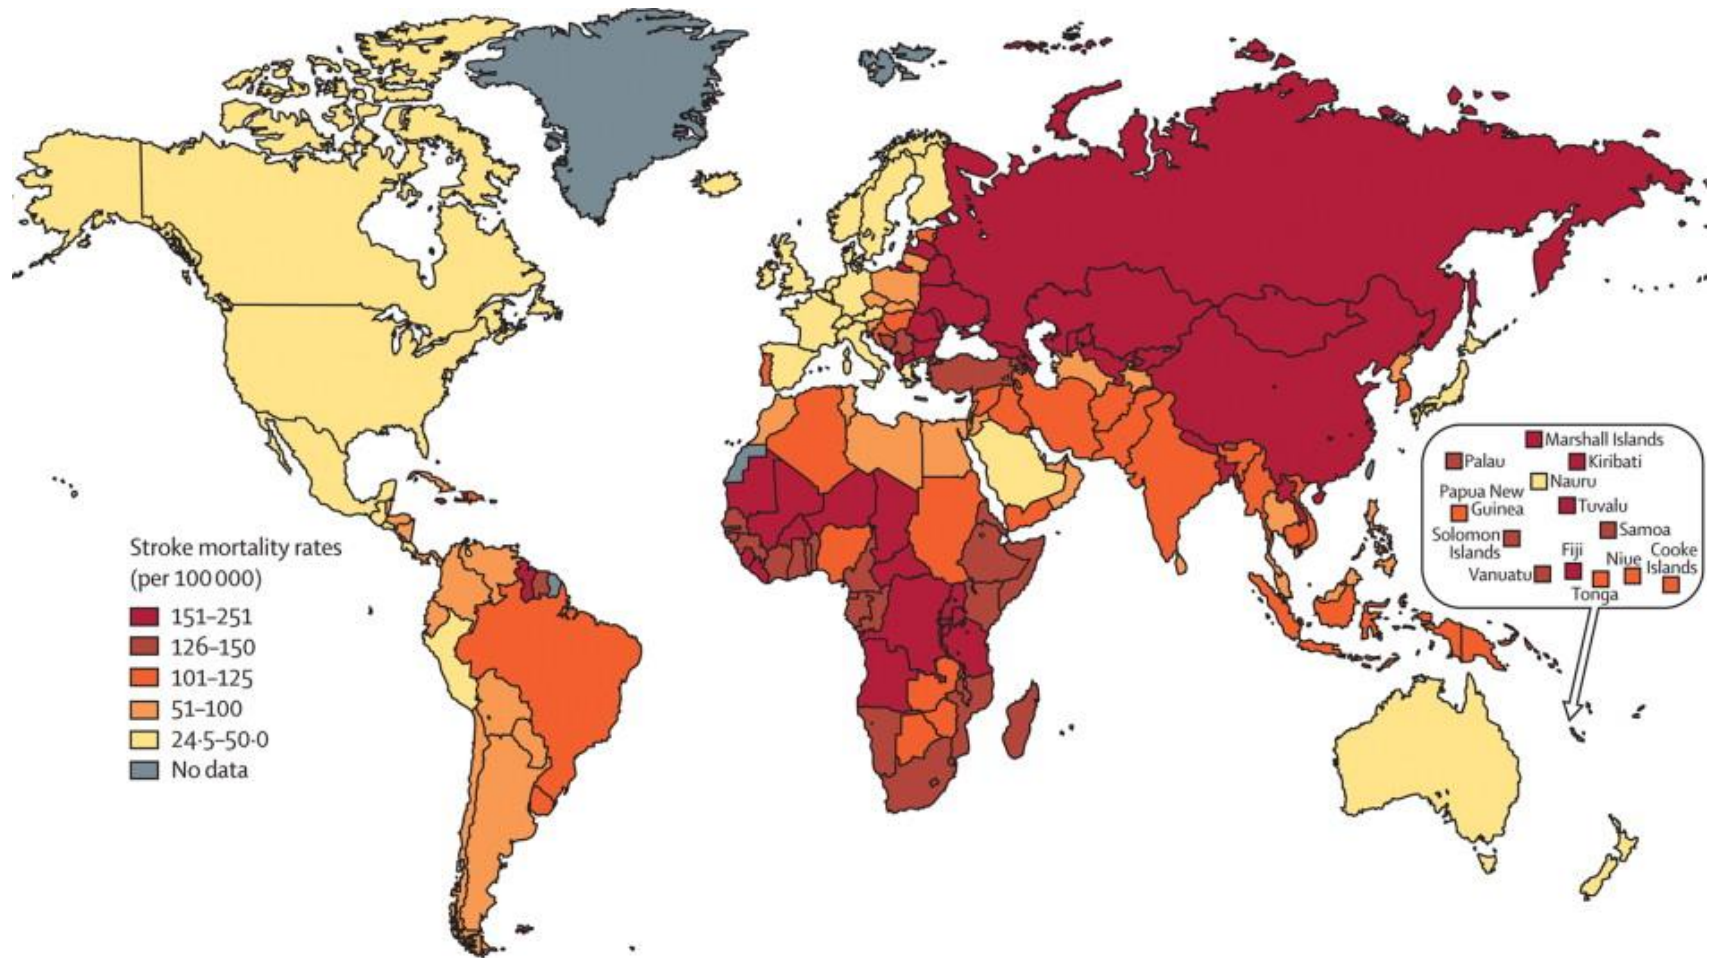 Stroke mortality rates
(per 100 000)
151–251
126–150
101–125
51–100
24·5–50·0
No data
Marshall Islands
Palau
Kiribati
Nauru
Papua New
Guinea
Tuvalu
Samoa
Solomon
Islands
Fiji
Niue
Cooke
Islands
Vanuatu
Tonga